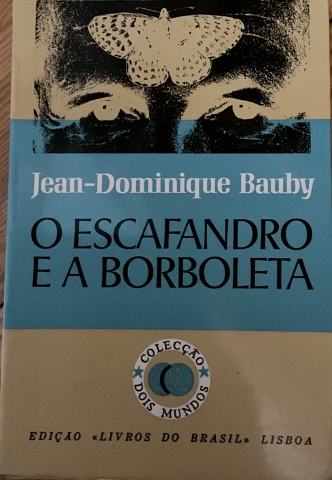 Jean-Dominique Bauby
O ESCAFANDRO
E A BORBOLETA
COLECÇÃO
DOIS MUNDOS
EDIÇÃO «LIVROS DO BRASIL» LISBOA